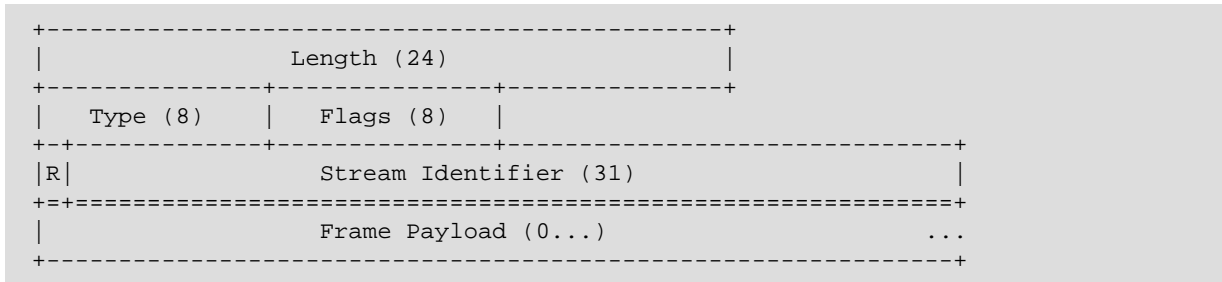 +-----------------------------------------------+
|                 Length (24)                   |
+---------------+---------------+---------------+
|   Type (8)    |   Flags (8)   |
+-+-------------+---------------+-------------------------------+
|R|                 Stream Identifier (31)                      |
+=+=============================================================+
|                   Frame Payload (0...)                      ...
+---------------------------------------------------------------+